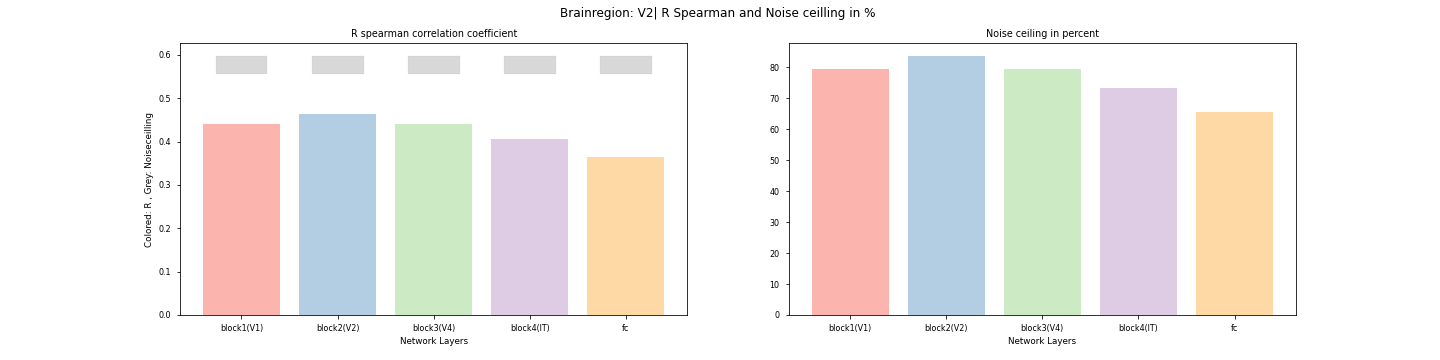 Brainregion: V2| R Spearman and Noise ceilling in %
R spearman correlation coefficient
Colored: R , Grey: Noiseceilling
0.6
0.5
0.4
0.3
0.2
0.1
0.0
block1(V1) block2(V2) block3(V4) block4(IT) fc
Network Layers
Noise ceiling in percent
80
70
60
50
40
30
20
10
0
block1(V1) block2(V2) block3(V4) block4(IT) fc
Network Layers